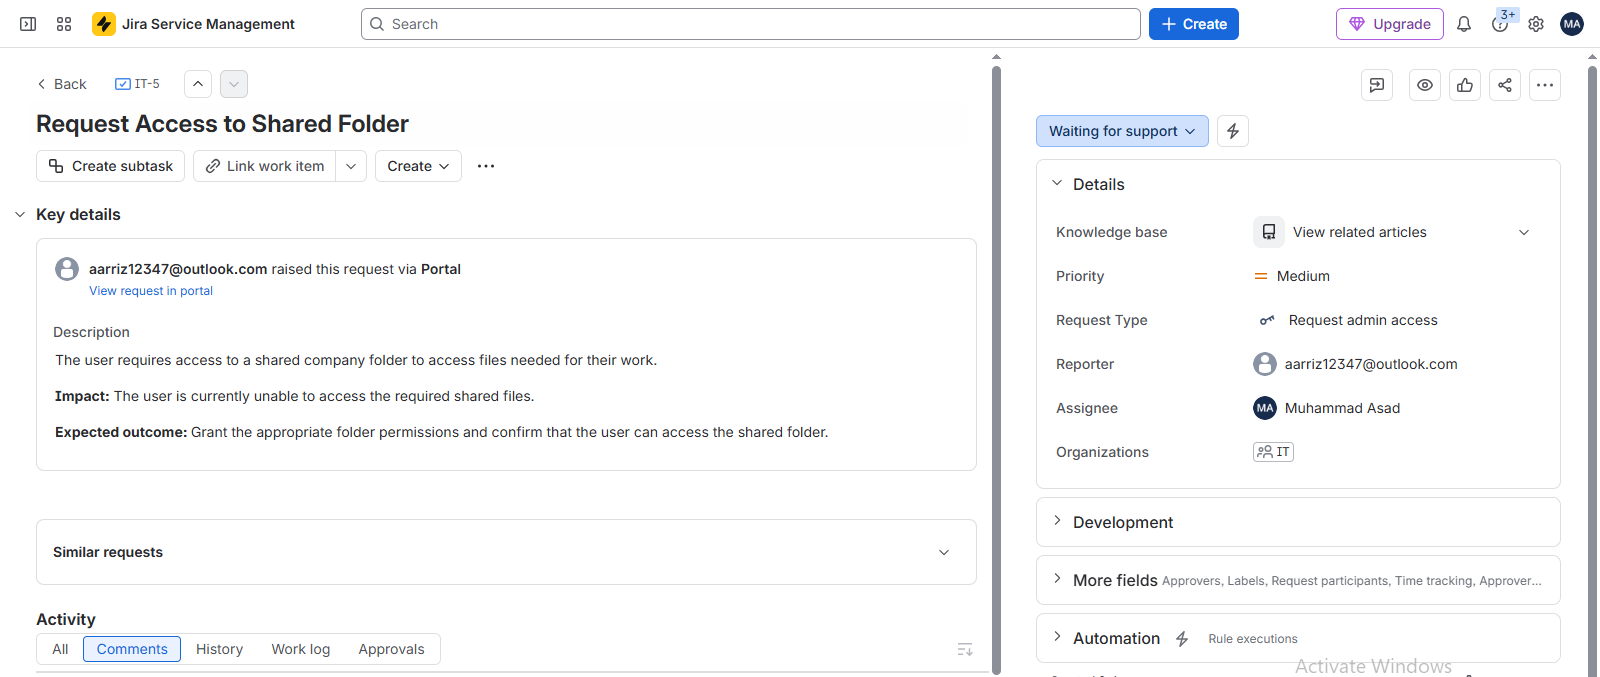 Jira Service Management
Search
Create
Upgrade
3+
MA
Back
IT-5
Request Access to Shared Folder
Create subtask
Link work item
Create
Key details
aarriz12347@outlook.com raised this request via Portal
View request in portal
Description
The user requires access to a shared company folder to access files needed for their work.
Impact: The user is currently unable to access the required shared files.
Expected outcome: Grant the appropriate folder permissions and confirm that the user can access the shared folder.
Similar requests
Activity
All
Comments
History
Work log
Approvals
Waiting for support
Details
Knowledge base
View related articles
Priority
Medium
Request Type
Request admin access
Reporter
aarriz12347@outlook.com
Assignee
MA Muhammad Asad
Organizations
IT
Development
More fields Approvers, Labels, Request participants, Time tracking, Approver...
Automation
Rule executions
Activate Windows